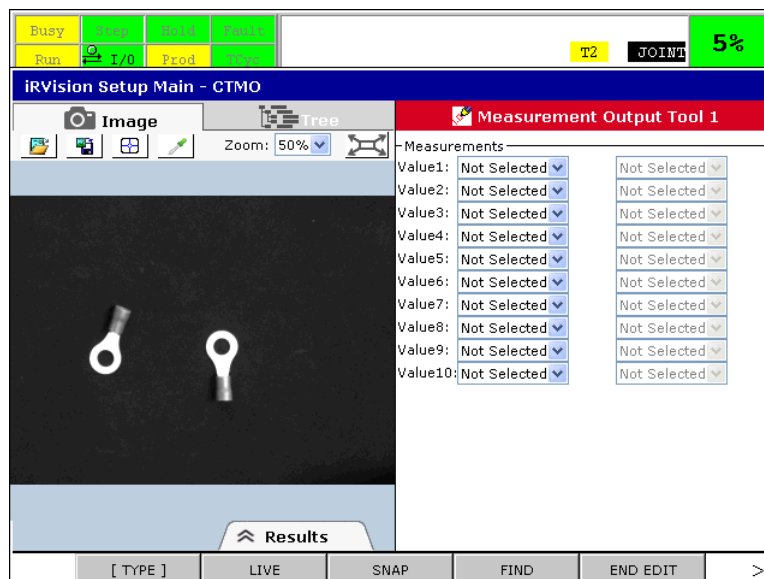 Busy Step Hold Fault
Run I/O Prod TCyc
T2 JOINT 5%
iRVision Setup Main - CTMO
Image Tree
Measurement Output Tool 1
Zoom: 50%
Measurements
Value1: Not Selected Not Selected
Value2: Not Selected Not Selected
Value3: Not Selected Not Selected
Value4: Not Selected Not Selected
Value5: Not Selected Not Selected
Value6: Not Selected Not Selected
Value7: Not Selected Not Selected
Value8: Not Selected Not Selected
Value9: Not Selected Not Selected
Value10: Not Selected Not Selected
Results
[ TYPE ] LIVE SNAP FIND END EDIT >